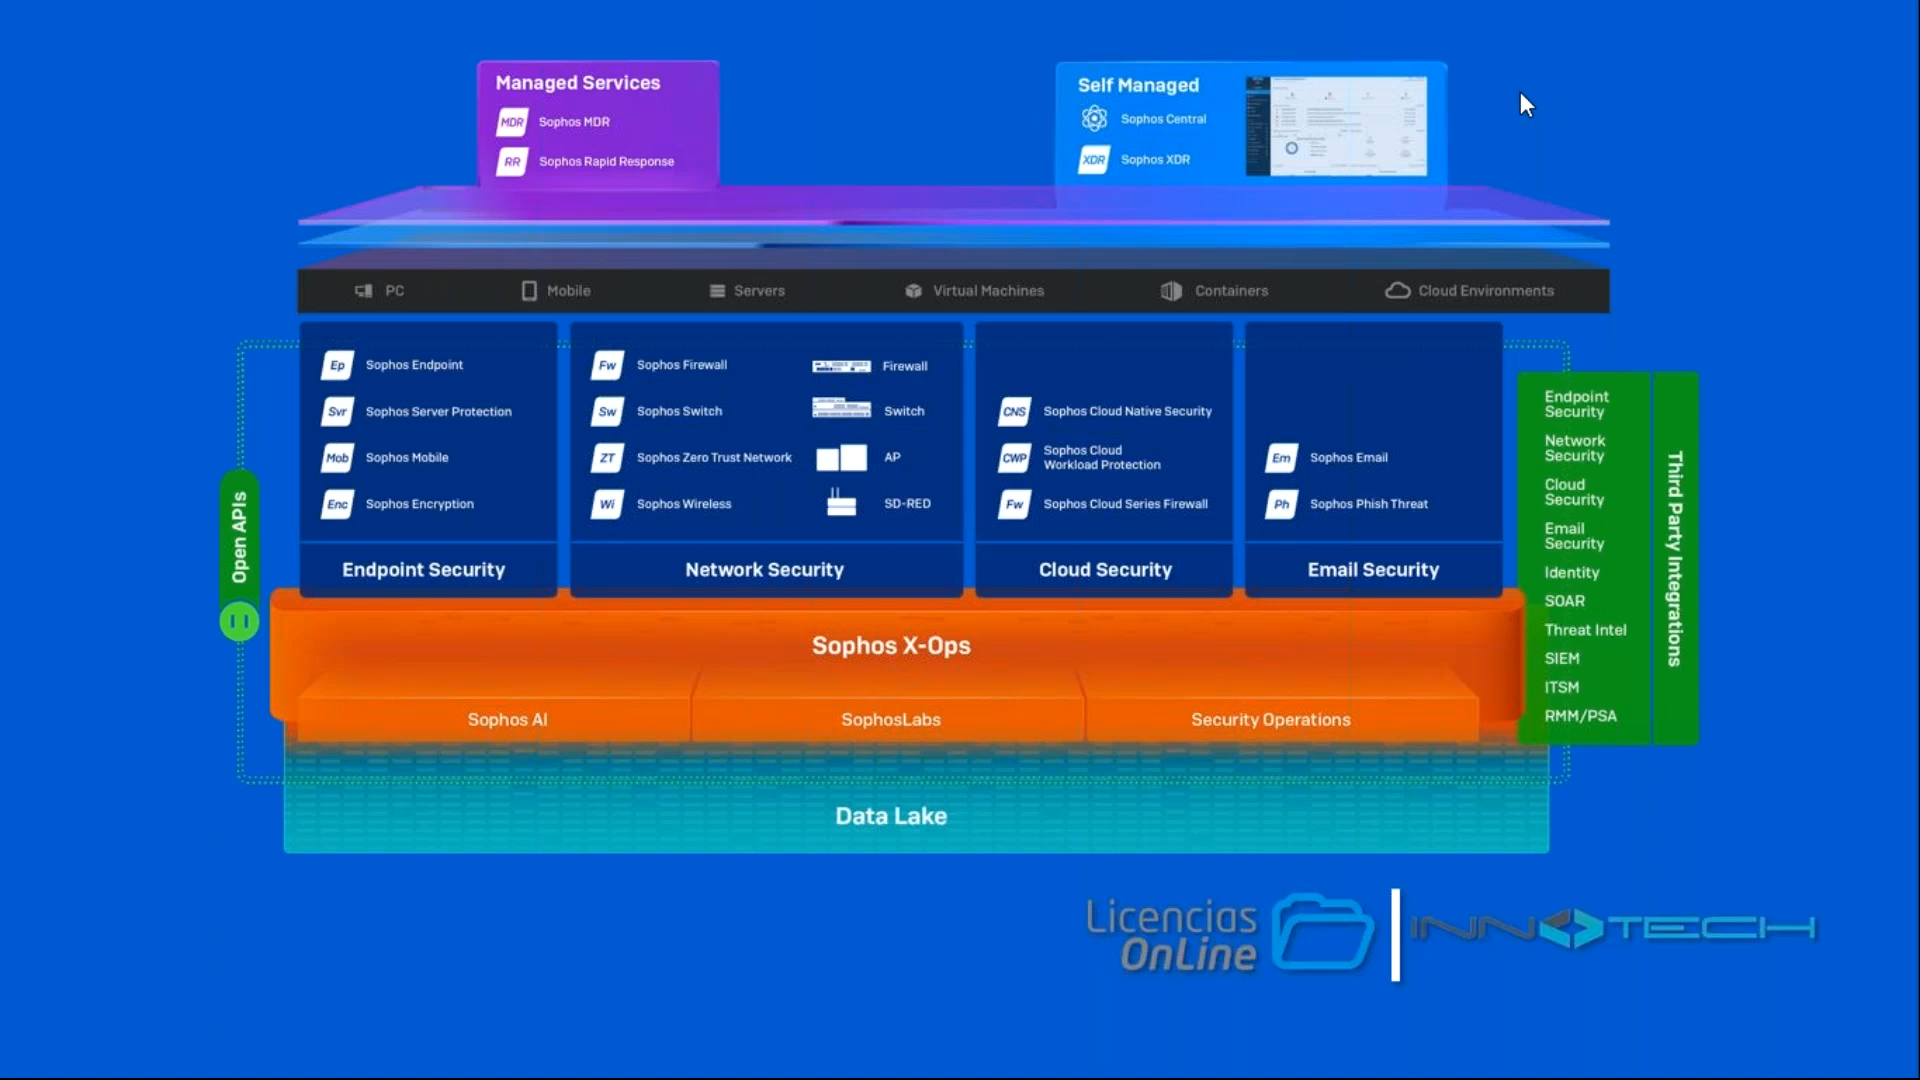 Managed Services
MDR Sophos MDR
RR Sophos Rapid Response
Self Managed
Sophos Central
XDR Sophos XDR
PC
Mobile
Servers
Virtual Machines
Containers
Cloud Environments
Ep Sophos Endpoint
Svr Sophos Server Protection
Mob Sophos Mobile
Enc Sophos Encryption
Endpoint Security
Fw Sophos Firewall
Sw Sophos Switch
ZT Sophos Zero Trust Network
Wi Sophos Wireless
Firewall
Switch
AP
SD-RED
Network Security
CNS Sophos Cloud Native Security
CWP Sophos Cloud
Workload Protection
Fw Sophos Cloud Series Firewall
Cloud Security
Em Sophos Email
Ph Sophos Phish Threat
Email Security
Open APIs
Endpoint
Security
Network
Security
Cloud
Security
Email
Security
Identity
SOAR
Threat Intel
SIEM
ITSM
RMM/PSA
Third Party Integrations
Sophos X-Ops
Sophos AI
SophosLabs
Security Operations
Data Lake
Licencias
OnLine
INNOTECH